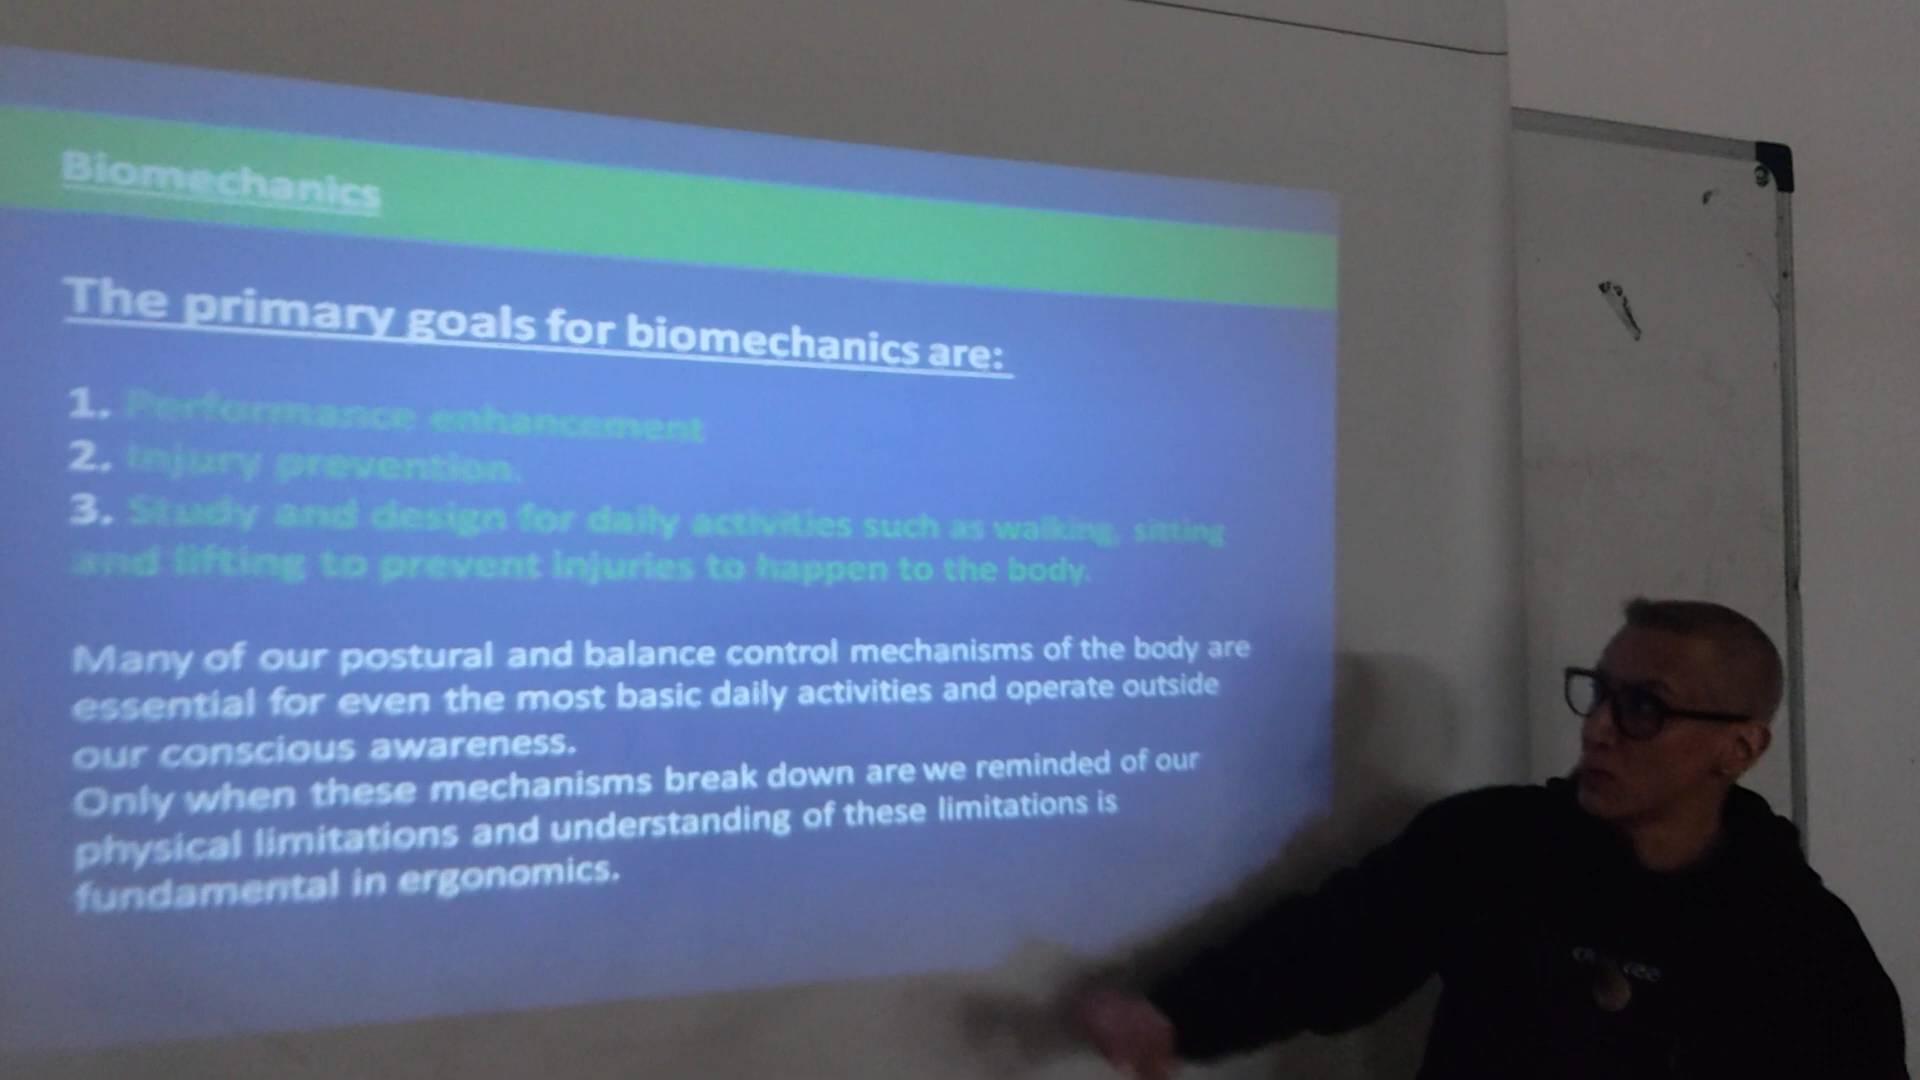 Biomechanics
The primary goals for biomechanics are:
1. Performance enhancement
2. Injury prevention.
3. Study and design for daily activities such as walking, sitting
and lifting to prevent injuries to happen to the body.
Many of our postural and balance control mechanisms of the body are
essential for even the most basic daily activities and operate outside
our conscious awareness.
Only when these mechanisms break down are we reminded of our
physical limitations and understanding of these limitations is
fundamental in ergonomics.